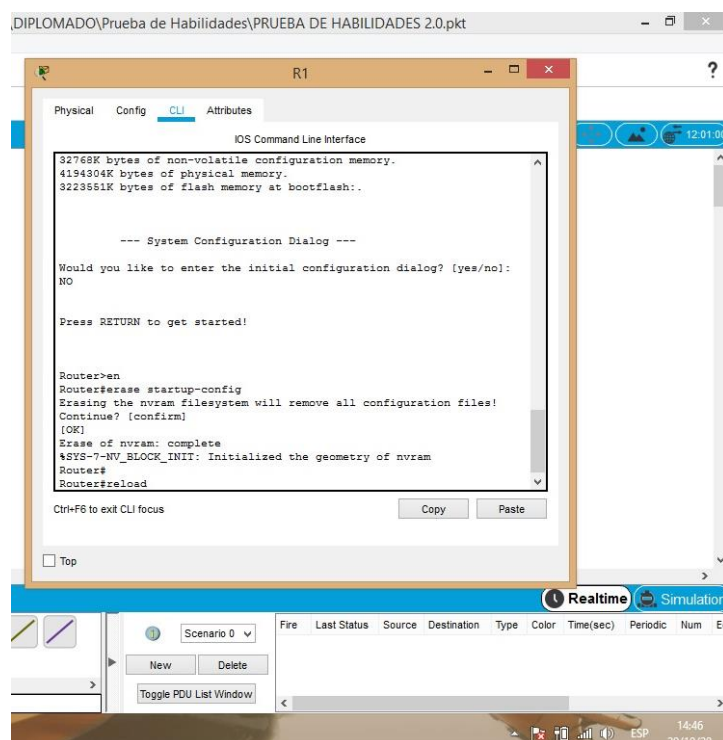 .DIPLOMADO\Prueba de Habilidades\PRUEBA DE HABILIDADES 2.0.pkt
R1
?
Physical Config CLI Attributes
IOS Command Line Interface
12:01:00
32768K bytes of non-volatile configuration memory.
4194304K bytes of physical memory.
3223551K bytes of flash memory at bootflash:.
--- System Configuration Dialog ---
Would you like to enter the initial configuration dialog? [yes/no]:
NO
Press RETURN to get started!
Router>en
Router#erase startup-config
Erasing the nvram filesystem will remove all configuration files!
Continue? [confirm]
[OK]
Erase of nvram: complete
%SYS-7-NV_BLOCK_INIT: Initialized the geometry of nvram
Router#
Router#reload
Ctrl+F6 to exit CLI focus
Copy Paste
Top
Realtime Simulation
Scenario 0
Fire Last Status Source Destination Type Color Time(sec) Periodic Num E
New Delete
Toggle PDU List Window
ESP 14:46